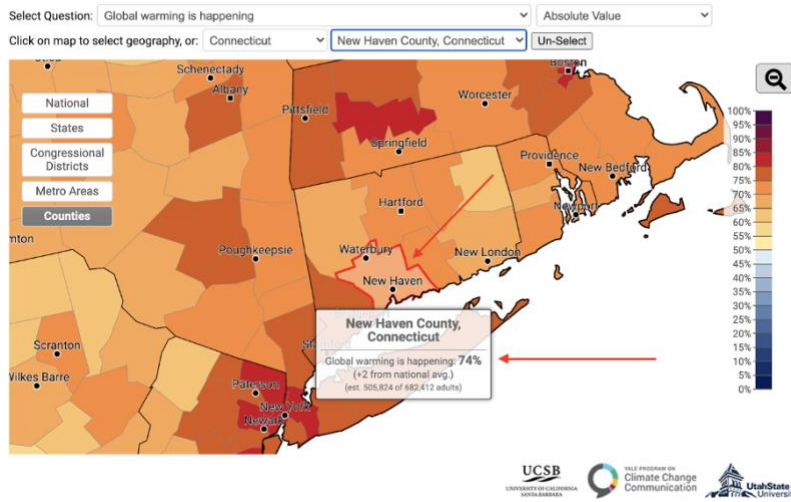 Select Question: Global warming is happening
Absolute Value
Click on map to select geography, or: Connecticut
New Haven County, Connecticut
Un-Select
National
States
Congressional
Districts
Metro Areas
Counties
Schenectady
Albany
Pittsfield
Worcester
Boston
Springfield
Providence
New Bedford
Hartford
Newport
Waterbury
New London
Poughkeepsie
New Haven
Scranton
Wilkes Barre
Paterson
New York
Newark
New Haven County,
Connecticut
Global warming is happening: 74%
(+2 from national avg.)
(est. 505,824 of 682,412 adults)
100%
95%
90%
85%
80%
75%
70%
65%
60%
55%
50%
45%
40%
35%
30%
25%
20%
15%
10%
5%
0%
UCSB
UNIVERSITY OF CALIFORNIA
SANTA BARBARA
YALE PROGRAM ON
Climate Change
Communication
UtahState
Universi